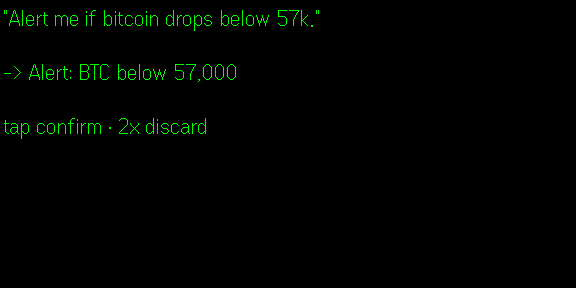 "Alert me if bitcoin drops below 57k."
-> Alert: BTC below 57,000
tap confirm · 2x discard